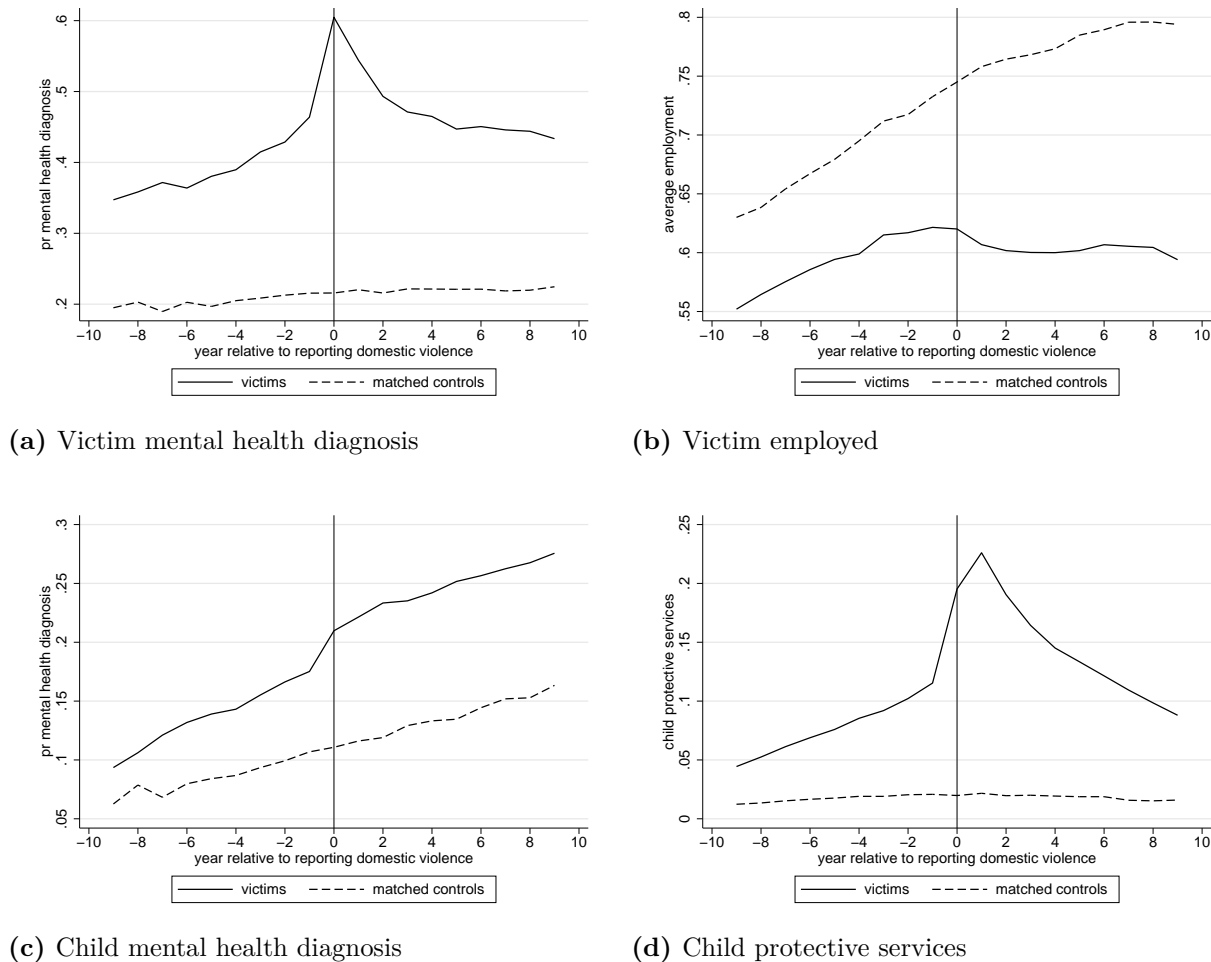 .6
.5
.4
.3
.2
pr mental health diagnosis
−10 −8 −6 −4 −2 0 2 4 6 8 10
year relative to reporting domestic violence
victims matched controls
(a) Victim mental health diagnosis
.8
.75
.7
.65
.6
.55
average employment
−10 −8 −6 −4 −2 0 2 4 6 8 10
year relative to reporting domestic violence
victims matched controls
(b) Victim employed
.3
.25
.2
.15
.1
.05
pr mental health diagnosis
−10 −8 −6 −4 −2 0 2 4 6 8 10
year relative to reporting domestic violence
victims matched controls
(c) Child mental health diagnosis
.25
.2
.15
.1
.05
0
child protective services
−10 −8 −6 −4 −2 0 2 4 6 8 10
year relative to reporting domestic violence
victims matched controls
(d) Child protective services